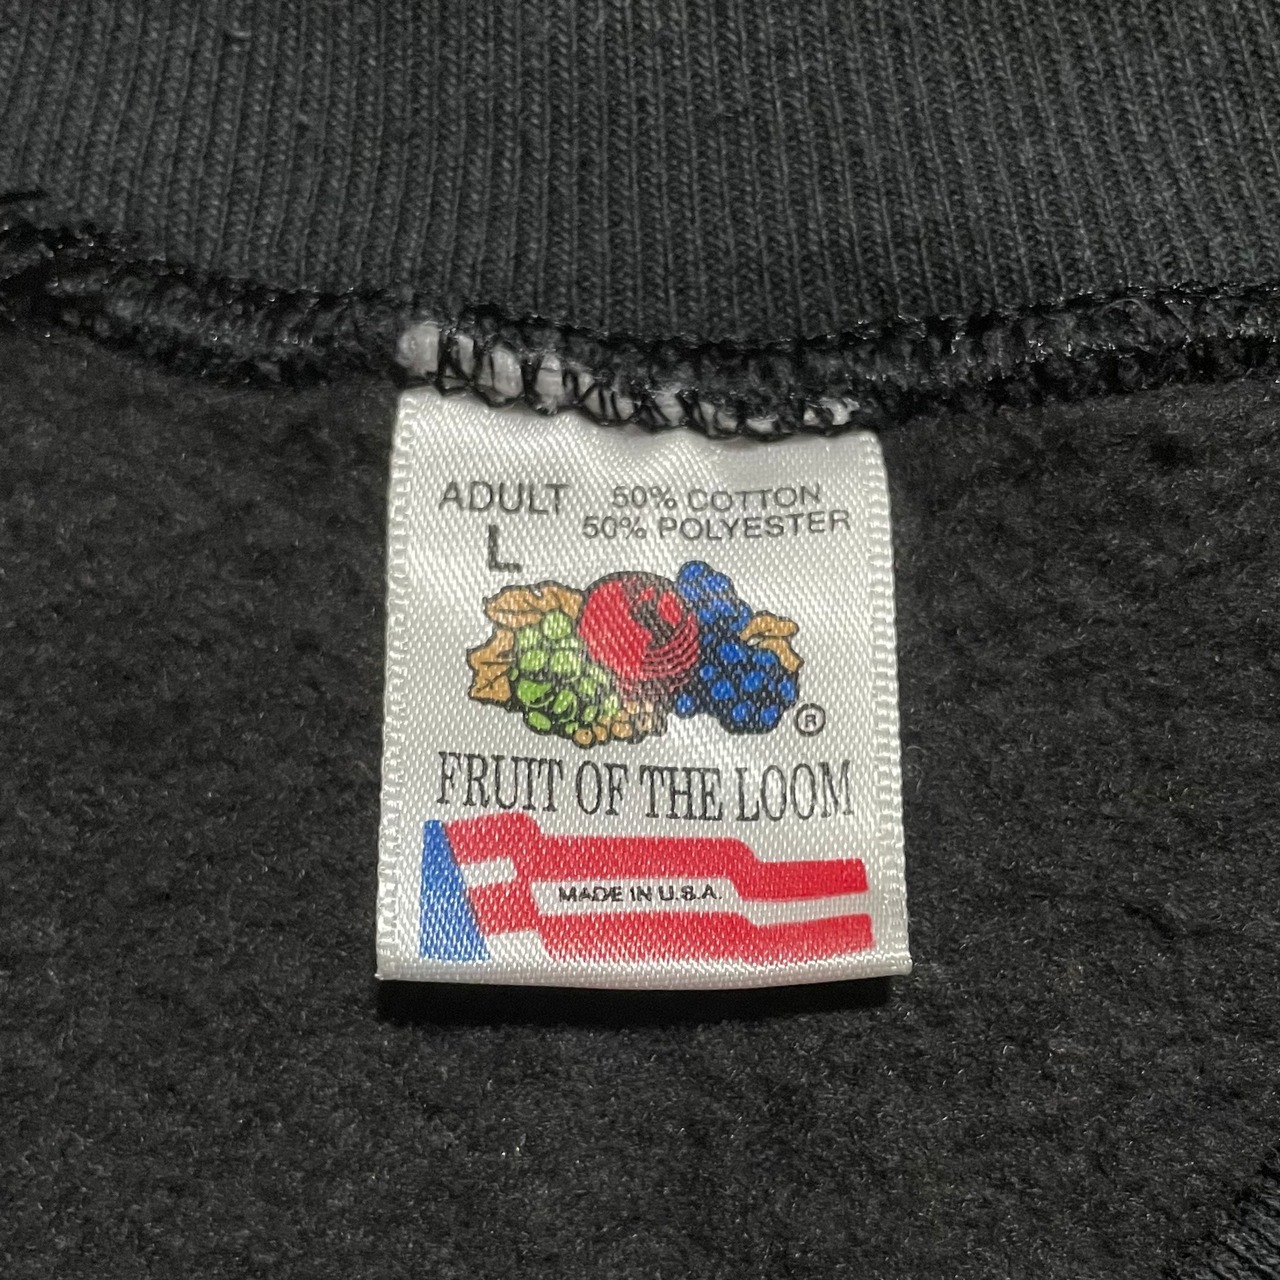 ADULT
L
50% COTTON
50% POLYESTER
®
FRUIT OF THE LOOM
MADE IN U.S.A.